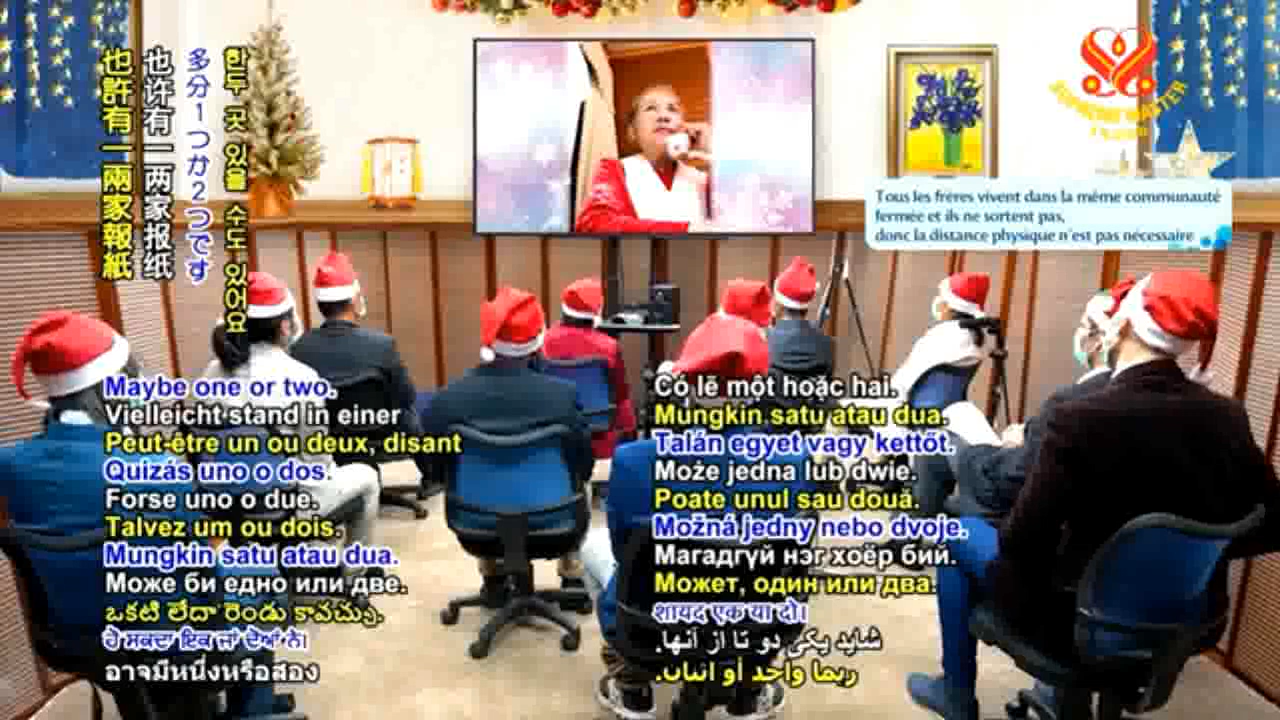 也許有一兩家報紙
也许有一两家报纸
多分1つか2つです
한두 곳 있을 수도 있어요
SUPREME MASTER
Tous les frères vivent dans la même communauté
fermée et ils ne sortent pas,
donc la distance physique n'est pas nécessaire
Maybe one or two.
Vielleicht stand in einer
Peut-être un ou deux, disant
Quizás uno o dos.
Forse uno o due.
Talvez um ou dois.
Mungkin satu atau dua.
Може би едно или две.
ఒకటి లేదా రెండు కావచ్చు.
ਹੋ ਸਕਦਾ ਇਕ ਜਾਂ ਦੋਆਂ ਨੇ।
อาจมีหนึ่งหรือสอง
Có lẽ một hoặc hai.
Mungkin satu atau dua.
Talán egyet vagy kettőt.
Może jedna lub dwie.
Poate unul sau două.
Možná jedny nebo dvoje.
Магадгүй нэг хоёр бий.
Может, один или два.
शायद एक या दो।
شاید یکی دو تا از آنها.
ربما واحد أو اثنان.